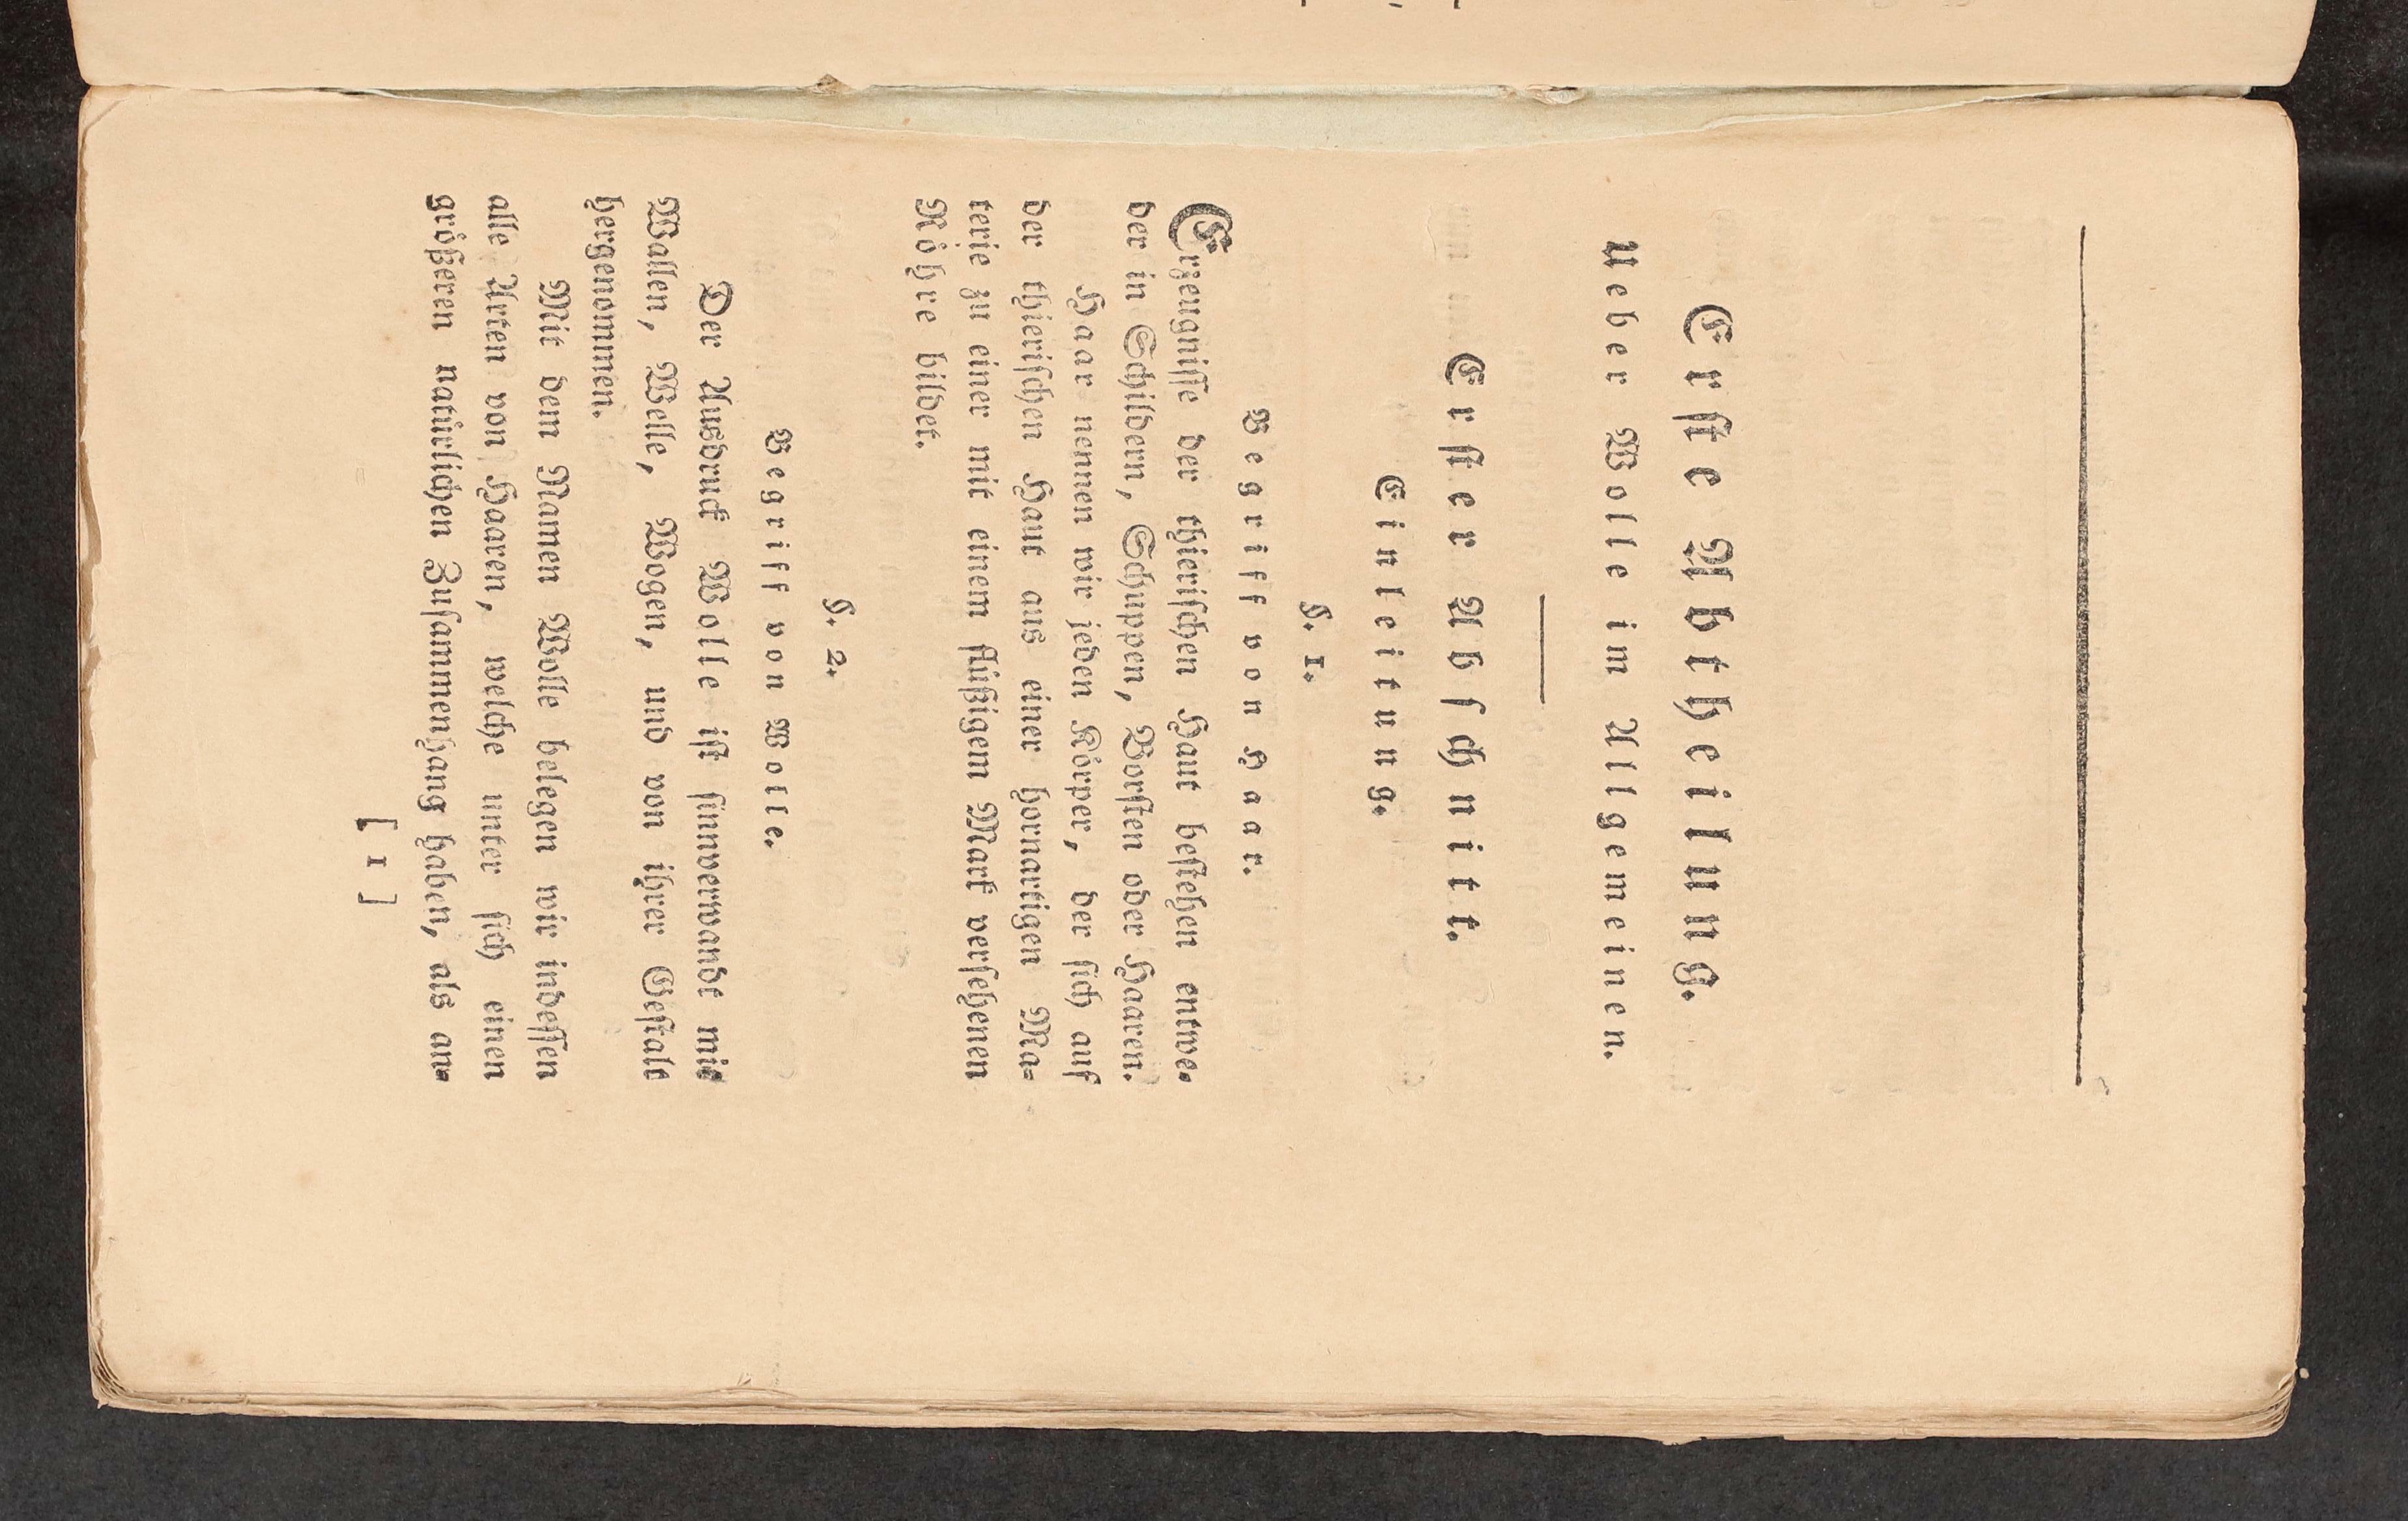 Erste Abtheilung.
Ueber Wolle im Allgemeinen.
Erster Abschnitt.
Einleitung.
§. 1.
Begriff von Haar.
Erzeugnisse der thierischen Haut bestehen entwe-
der in Schildern, Schuppen, Borsten oder Haaren.
Haar nennen wir jeden Körper, der sich auf
der thierischen Haut aus einer hornartigen Ma-
terie zu einer mit einem flüßigem Mark versehenen
Röhre bildet.
§. 2.
Begriff von Wolle.
Der Ausdruck Wolle ist sinnverwandt mit
Wallen, Welle, Wogen, und von ihrer Gestalt
hergenommen.
Mit dem Namen Wolle belegen wir indessen
alle Arten von Haaren, welche unter sich einen
größeren natürlichen Zusammenhang haben, als an-
[ 1 ]